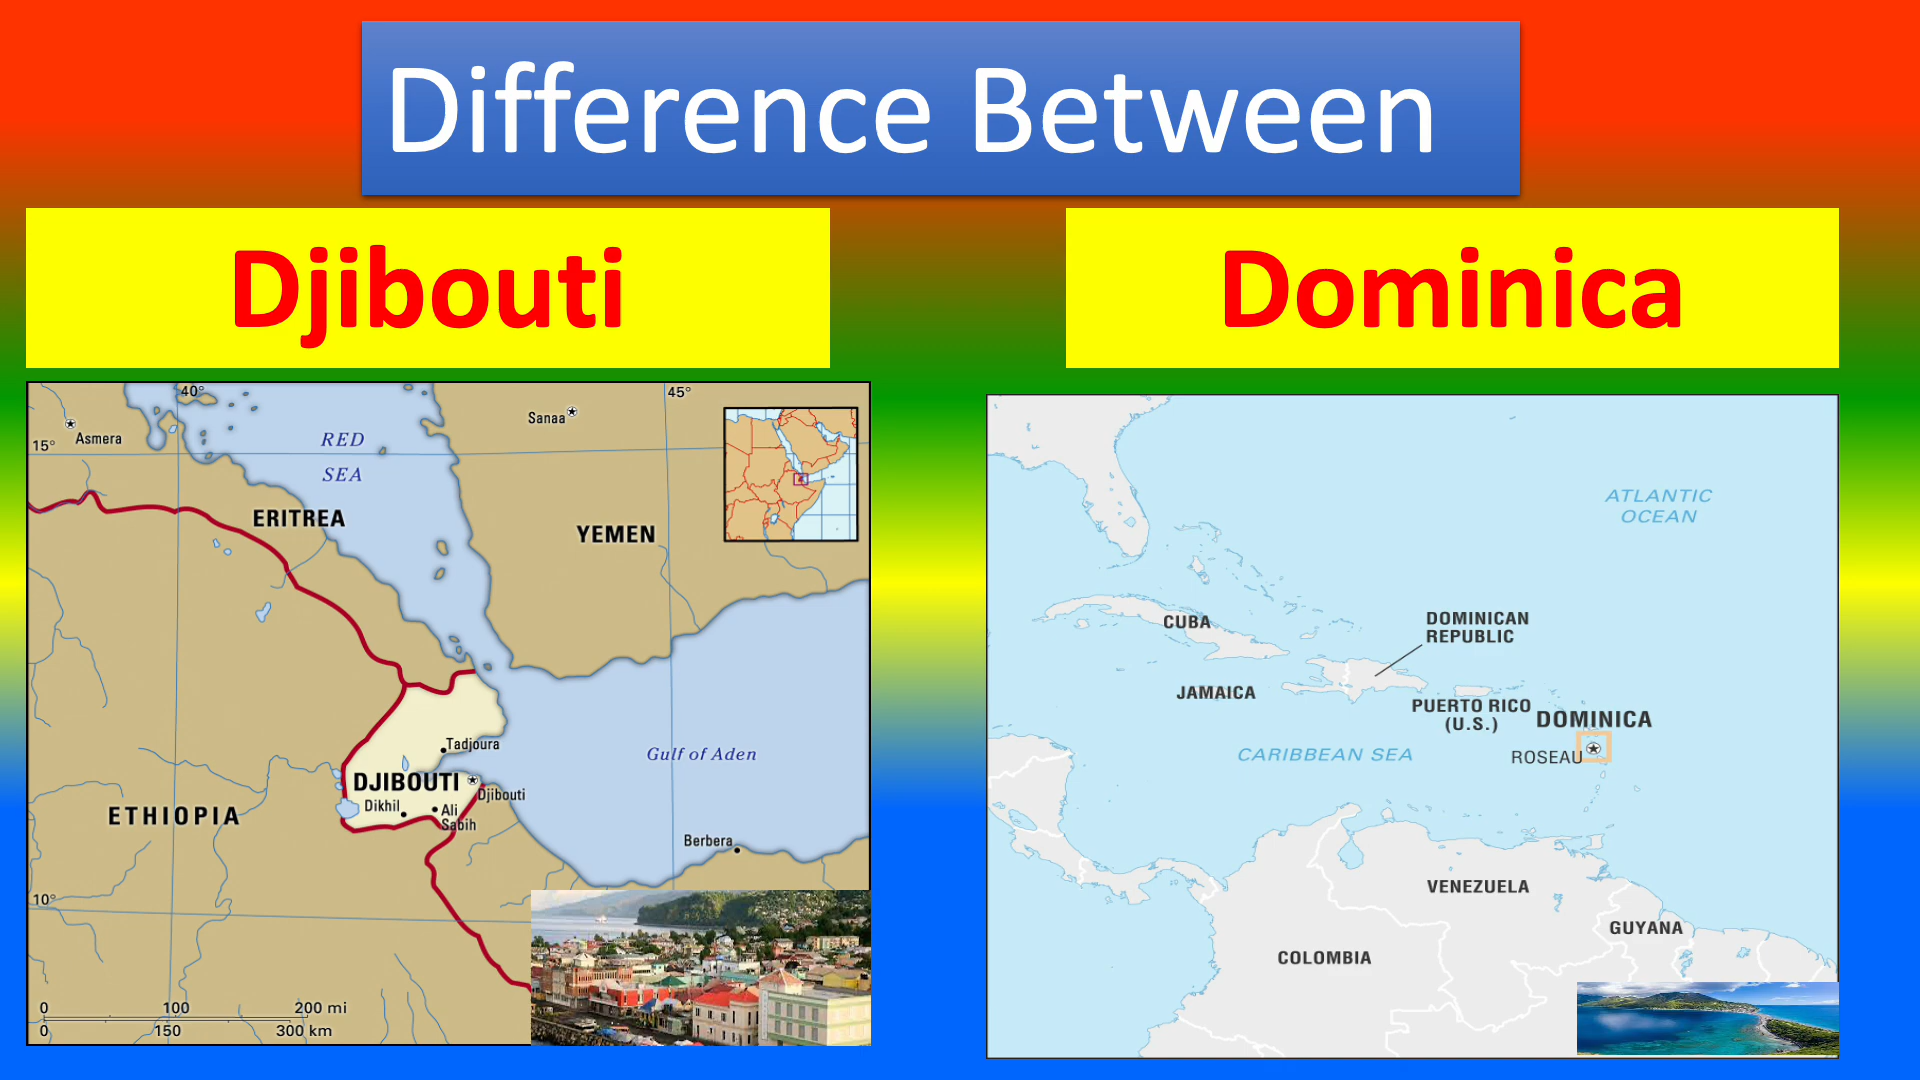 Difference Between
Djibouti
Dominica
40°
45°
Sanaa
Asmera
15°
RED
SEA
ERITREA
YEMEN
Tadjoura
Gulf of Aden
DJIBOUTI
Djibouti
Dikhil
Ali
Sabih
ETHIOPIA
Berbera
10°
0 100 200 mi
0 150 300 km
ATLANTIC
OCEAN
CUBA
DOMINICAN
REPUBLIC
JAMAICA
PUERTO RICO
(U.S.)
DOMINICA
ROSEAU
CARIBBEAN SEA
VENEZUELA
GUYANA
COLOMBIA